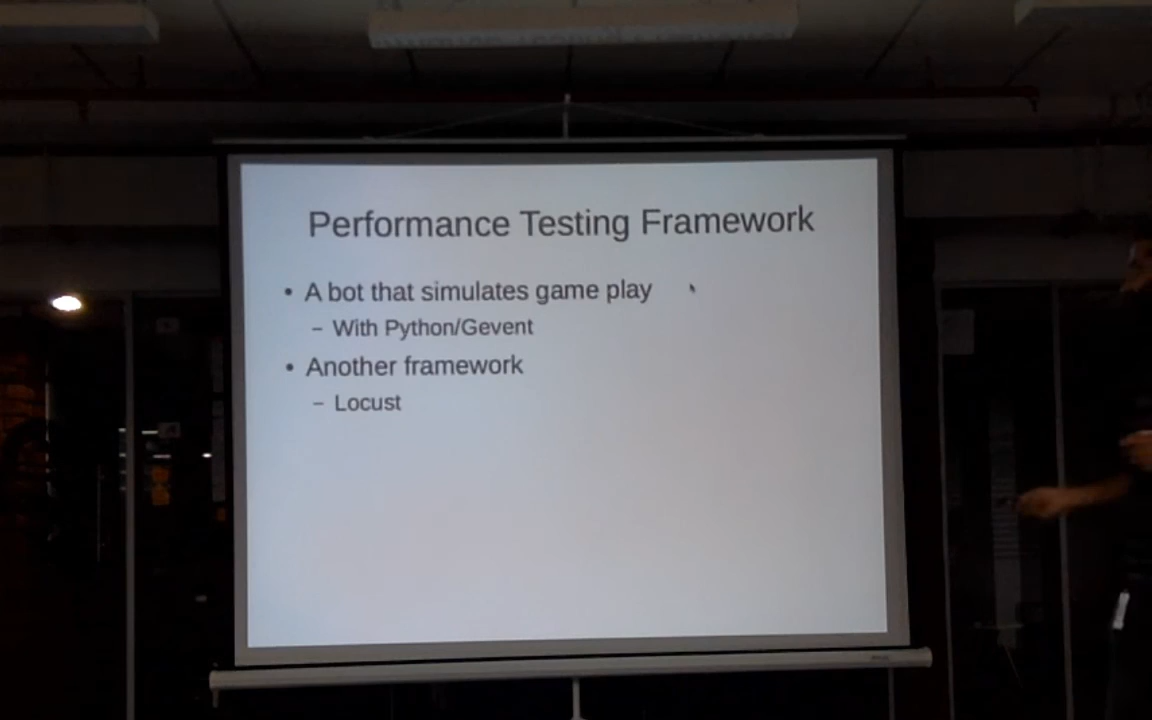 Performance Testing Framework
• A bot that simulates game play
– With Python/Gevent
• Another framework
– Locust